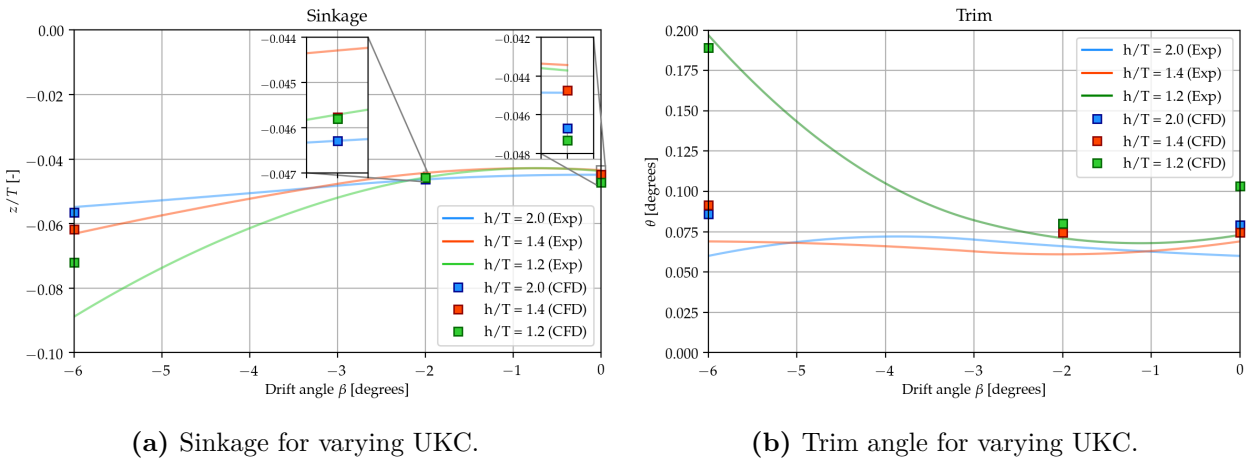 Sinkage
0.00
−0.02
−0.04
−0.06
−0.08
−0.10
z/T [-]
−0.044
−0.045
−0.046
−0.047
−0.042
−0.044
−0.046
−0.048
h/T = 2.0 (Exp)
h/T = 1.4 (Exp)
h/T = 1.2 (Exp)
h/T = 2.0 (CFD)
h/T = 1.4 (CFD)
h/T = 1.2 (CFD)
−6 −5 −4 −3 −2 −1 0
Drift angle β [degrees]
(a) Sinkage for varying UKC.
Trim
0.200
0.175
0.150
0.125
0.100
0.075
0.050
0.025
0.000
θ [degrees]
h/T = 2.0 (Exp)
h/T = 1.4 (Exp)
h/T = 1.2 (Exp)
h/T = 2.0 (CFD)
h/T = 1.4 (CFD)
h/T = 1.2 (CFD)
−6 −5 −4 −3 −2 −1 0
Drift angle β [degrees]
(b) Trim angle for varying UKC.